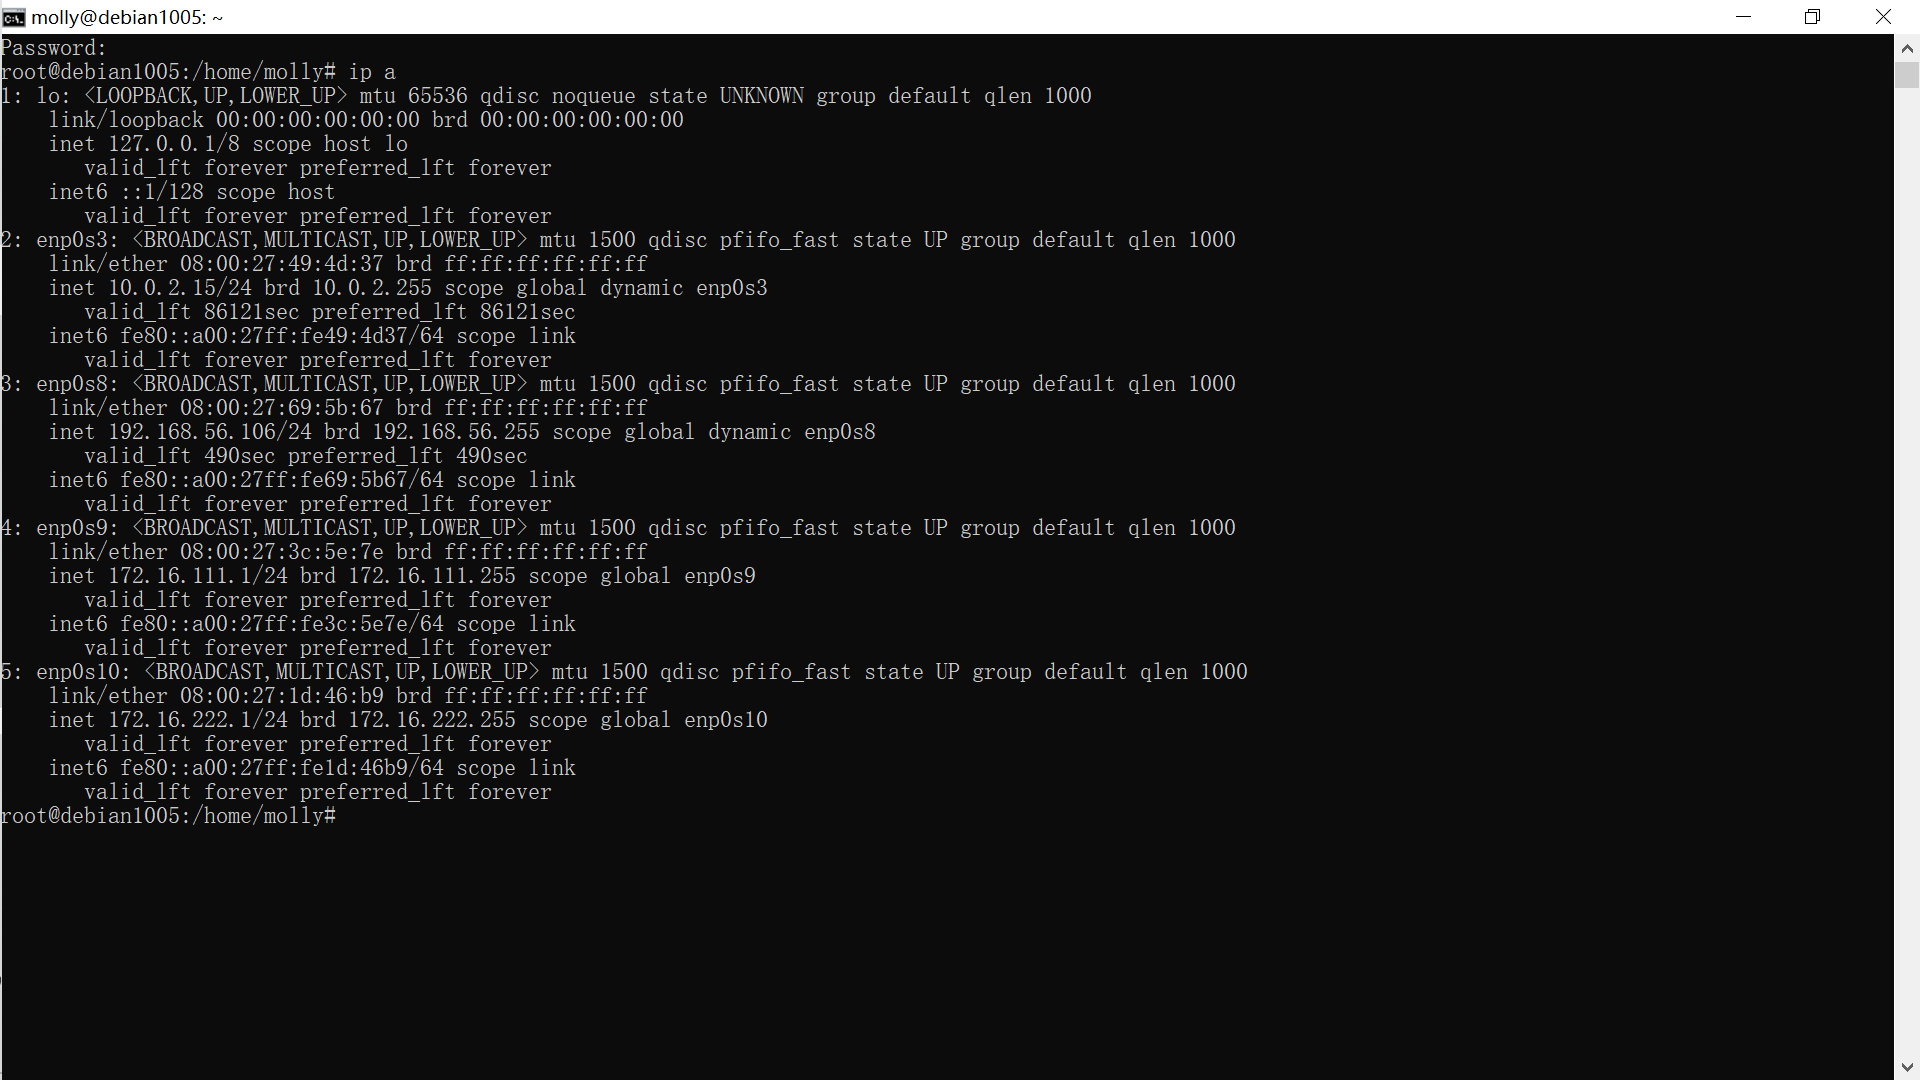 molly@debian1005: ~
Password:
root@debian1005:/home/molly# ip a
1: lo: <LOOPBACK,UP,LOWER_UP> mtu 65536 qdisc noqueue state UNKNOWN group default qlen 1000
    link/loopback 00:00:00:00:00:00 brd 00:00:00:00:00:00
    inet 127.0.0.1/8 scope host lo
       valid_lft forever preferred_lft forever
    inet6 ::1/128 scope host
       valid_lft forever preferred_lft forever
2: enp0s3: <BROADCAST,MULTICAST,UP,LOWER_UP> mtu 1500 qdisc pfifo_fast state UP group default qlen 1000
    link/ether 08:00:27:49:4d:37 brd ff:ff:ff:ff:ff:ff
    inet 10.0.2.15/24 brd 10.0.2.255 scope global dynamic enp0s3
       valid_lft 86121sec preferred_lft 86121sec
    inet6 fe80::a00:27ff:fe49:4d37/64 scope link
       valid_lft forever preferred_lft forever
3: enp0s8: <BROADCAST,MULTICAST,UP,LOWER_UP> mtu 1500 qdisc pfifo_fast state UP group default qlen 1000
    link/ether 08:00:27:69:5b:67 brd ff:ff:ff:ff:ff:ff
    inet 192.168.56.106/24 brd 192.168.56.255 scope global dynamic enp0s8
       valid_lft 490sec preferred_lft 490sec
    inet6 fe80::a00:27ff:fe69:5b67/64 scope link
       valid_lft forever preferred_lft forever
4: enp0s9: <BROADCAST,MULTICAST,UP,LOWER_UP> mtu 1500 qdisc pfifo_fast state UP group default qlen 1000
    link/ether 08:00:27:3c:5e:7e brd ff:ff:ff:ff:ff:ff
    inet 172.16.111.1/24 brd 172.16.111.255 scope global enp0s9
       valid_lft forever preferred_lft forever
    inet6 fe80::a00:27ff:fe3c:5e7e/64 scope link
       valid_lft forever preferred_lft forever
5: enp0s10: <BROADCAST,MULTICAST,UP,LOWER_UP> mtu 1500 qdisc pfifo_fast state UP group default qlen 1000
    link/ether 08:00:27:1d:46:b9 brd ff:ff:ff:ff:ff:ff
    inet 172.16.222.1/24 brd 172.16.222.255 scope global enp0s10
       valid_lft forever preferred_lft forever
    inet6 fe80::a00:27ff:fe1d:46b9/64 scope link
       valid_lft forever preferred_lft forever
root@debian1005:/home/molly#